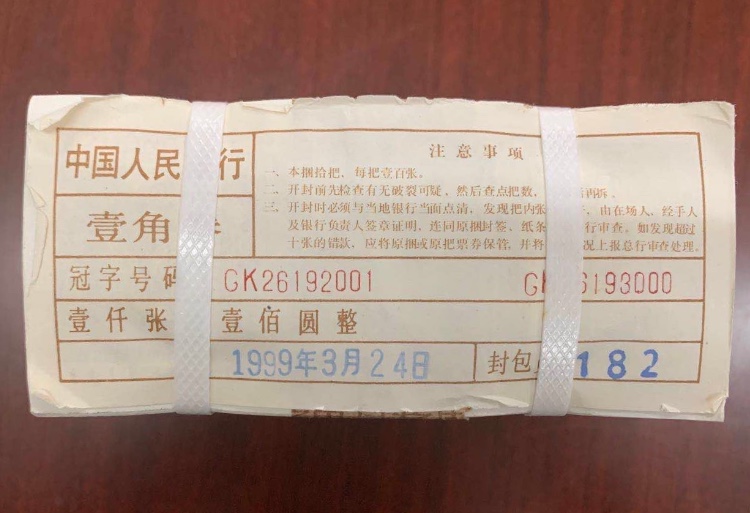 中国人民 行
壹角
注意事项
一、本捆拾把，每把壹百张。
二、开封前先检查有无破裂可疑，然后查点把数， 再拆。
三、开封时必须与当地银行当面点清，发现把内张 ，由在场人，经手人
及银行负责人签章证明，连同原捆封签、纸条 行审查。如发现超过
十张的错款，应将原捆或原把票券保管，并将 况上报总行审查处理。
冠字号码 GK26192001 G 6193000
壹仟张 壹佰圆整
1999年3月24日 封包 182